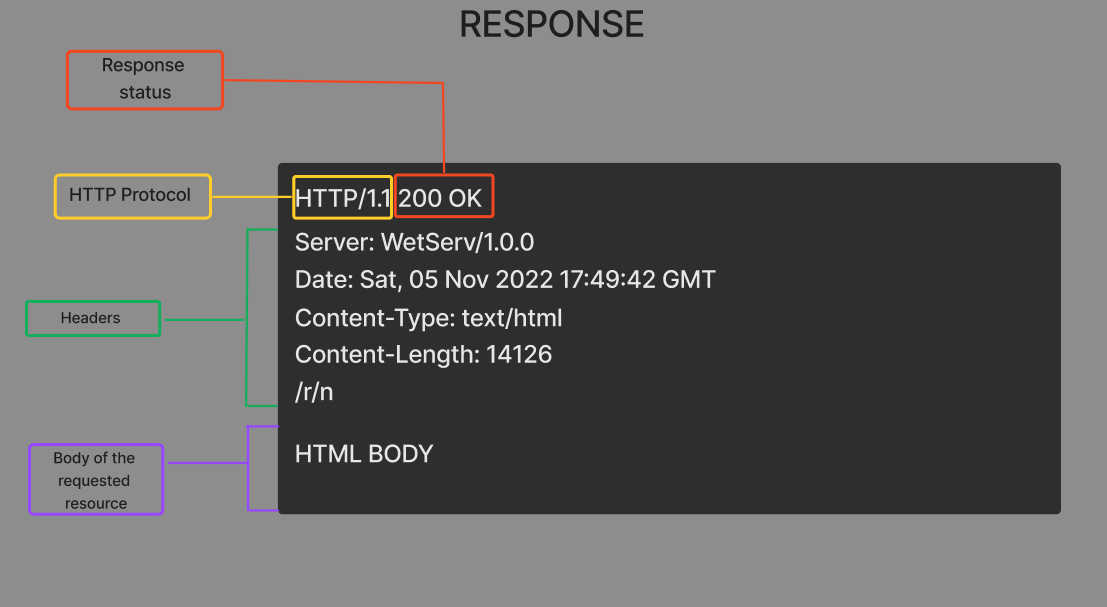 RESPONSE
Response
status
HTTP Protocol
HTTP/1.1 200 OK
Server: WetServ/1.0.0
Date: Sat, 05 Nov 2022 17:49:42 GMT
Content-Type: text/html
Content-Length: 14126
/r/n
Headers
HTML BODY
Body of the
requested
resource